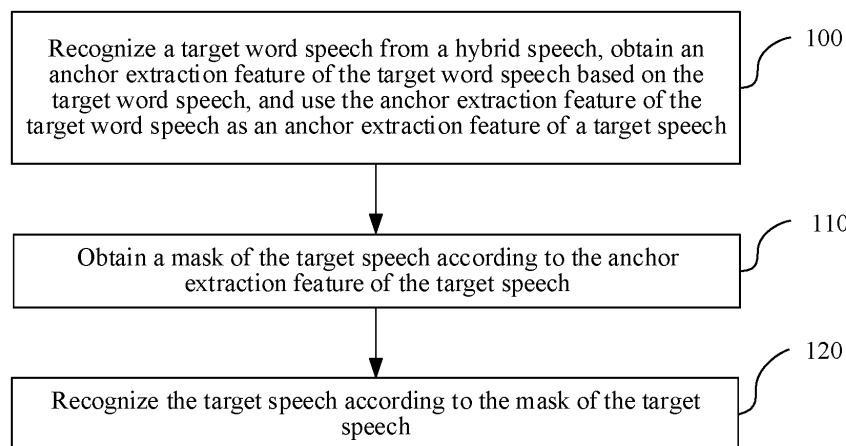 Recognize a target word speech from a hybrid speech, obtain an
anchor extraction feature of the target word speech based on the
target word speech, and use the anchor extraction feature of the
target word speech as an anchor extraction feature of a target speech
100
Obtain a mask of the target speech according to the anchor
extraction feature of the target speech
110
Recognize the target speech according to the mask of the target
speech
120